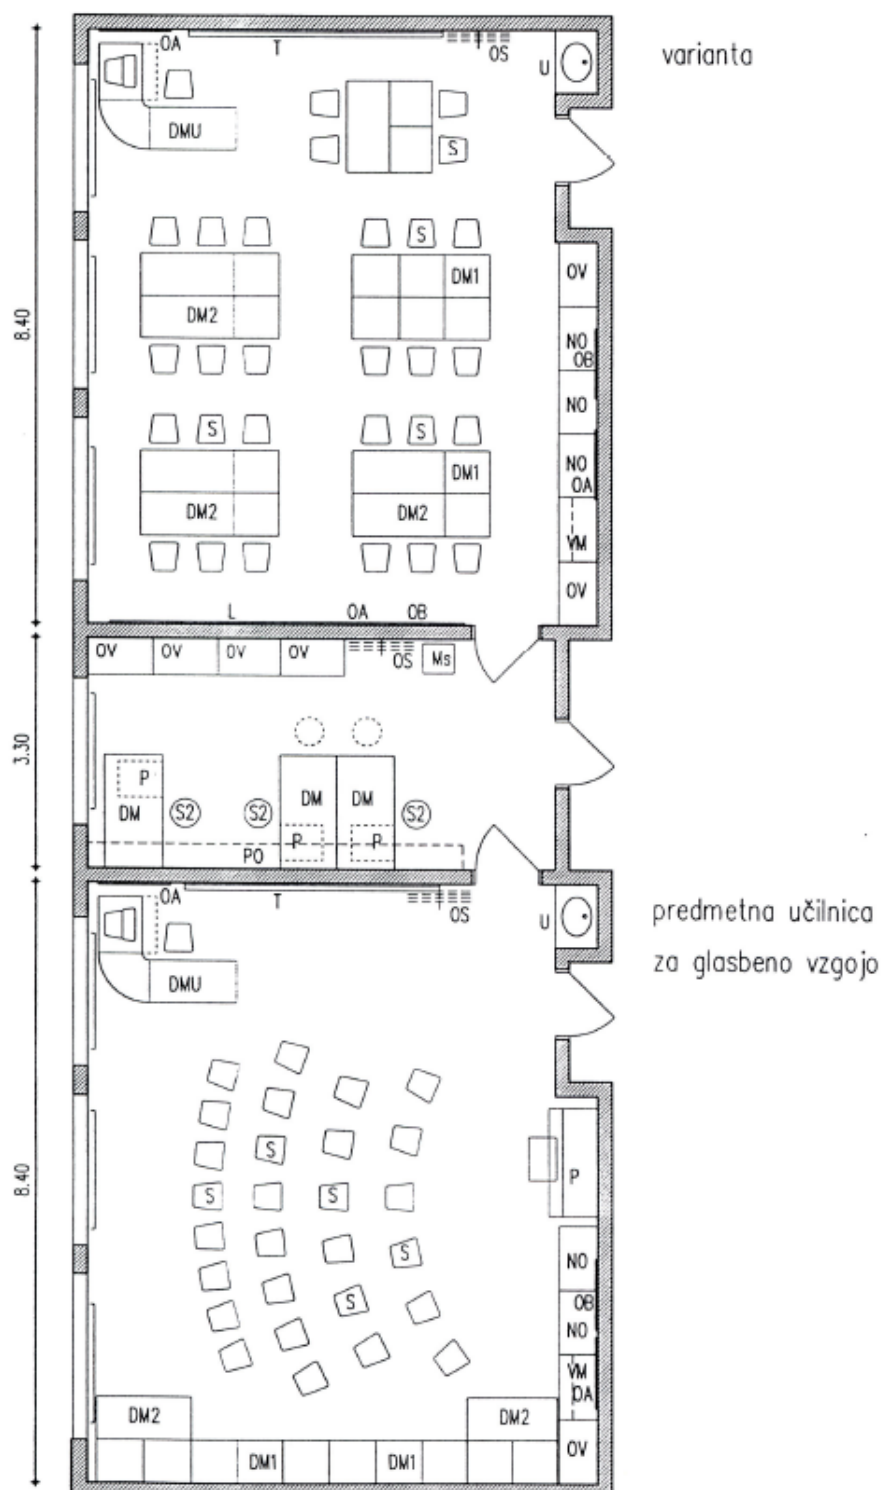 varianta
OA
T
OS
U
DMU
S
S
DM1
DM2
OV
NO
OB
NO
NO
OA
VM
OV
S
S
DM1
DM2
DM2
8.40
L
OA
OB
OV
OV
OV
OV
OS
Ms
3.30
P
DM
S2
S2
DM
DM
S2
P
P
PO
OA
T
OS
U
predmetna učilnica
za glasbeno vzgojo
DMU
S
S
S
S
S
P
8.40
NO
OB
NO
VM
OA
OV
DM2
DM2
DM1
DM1